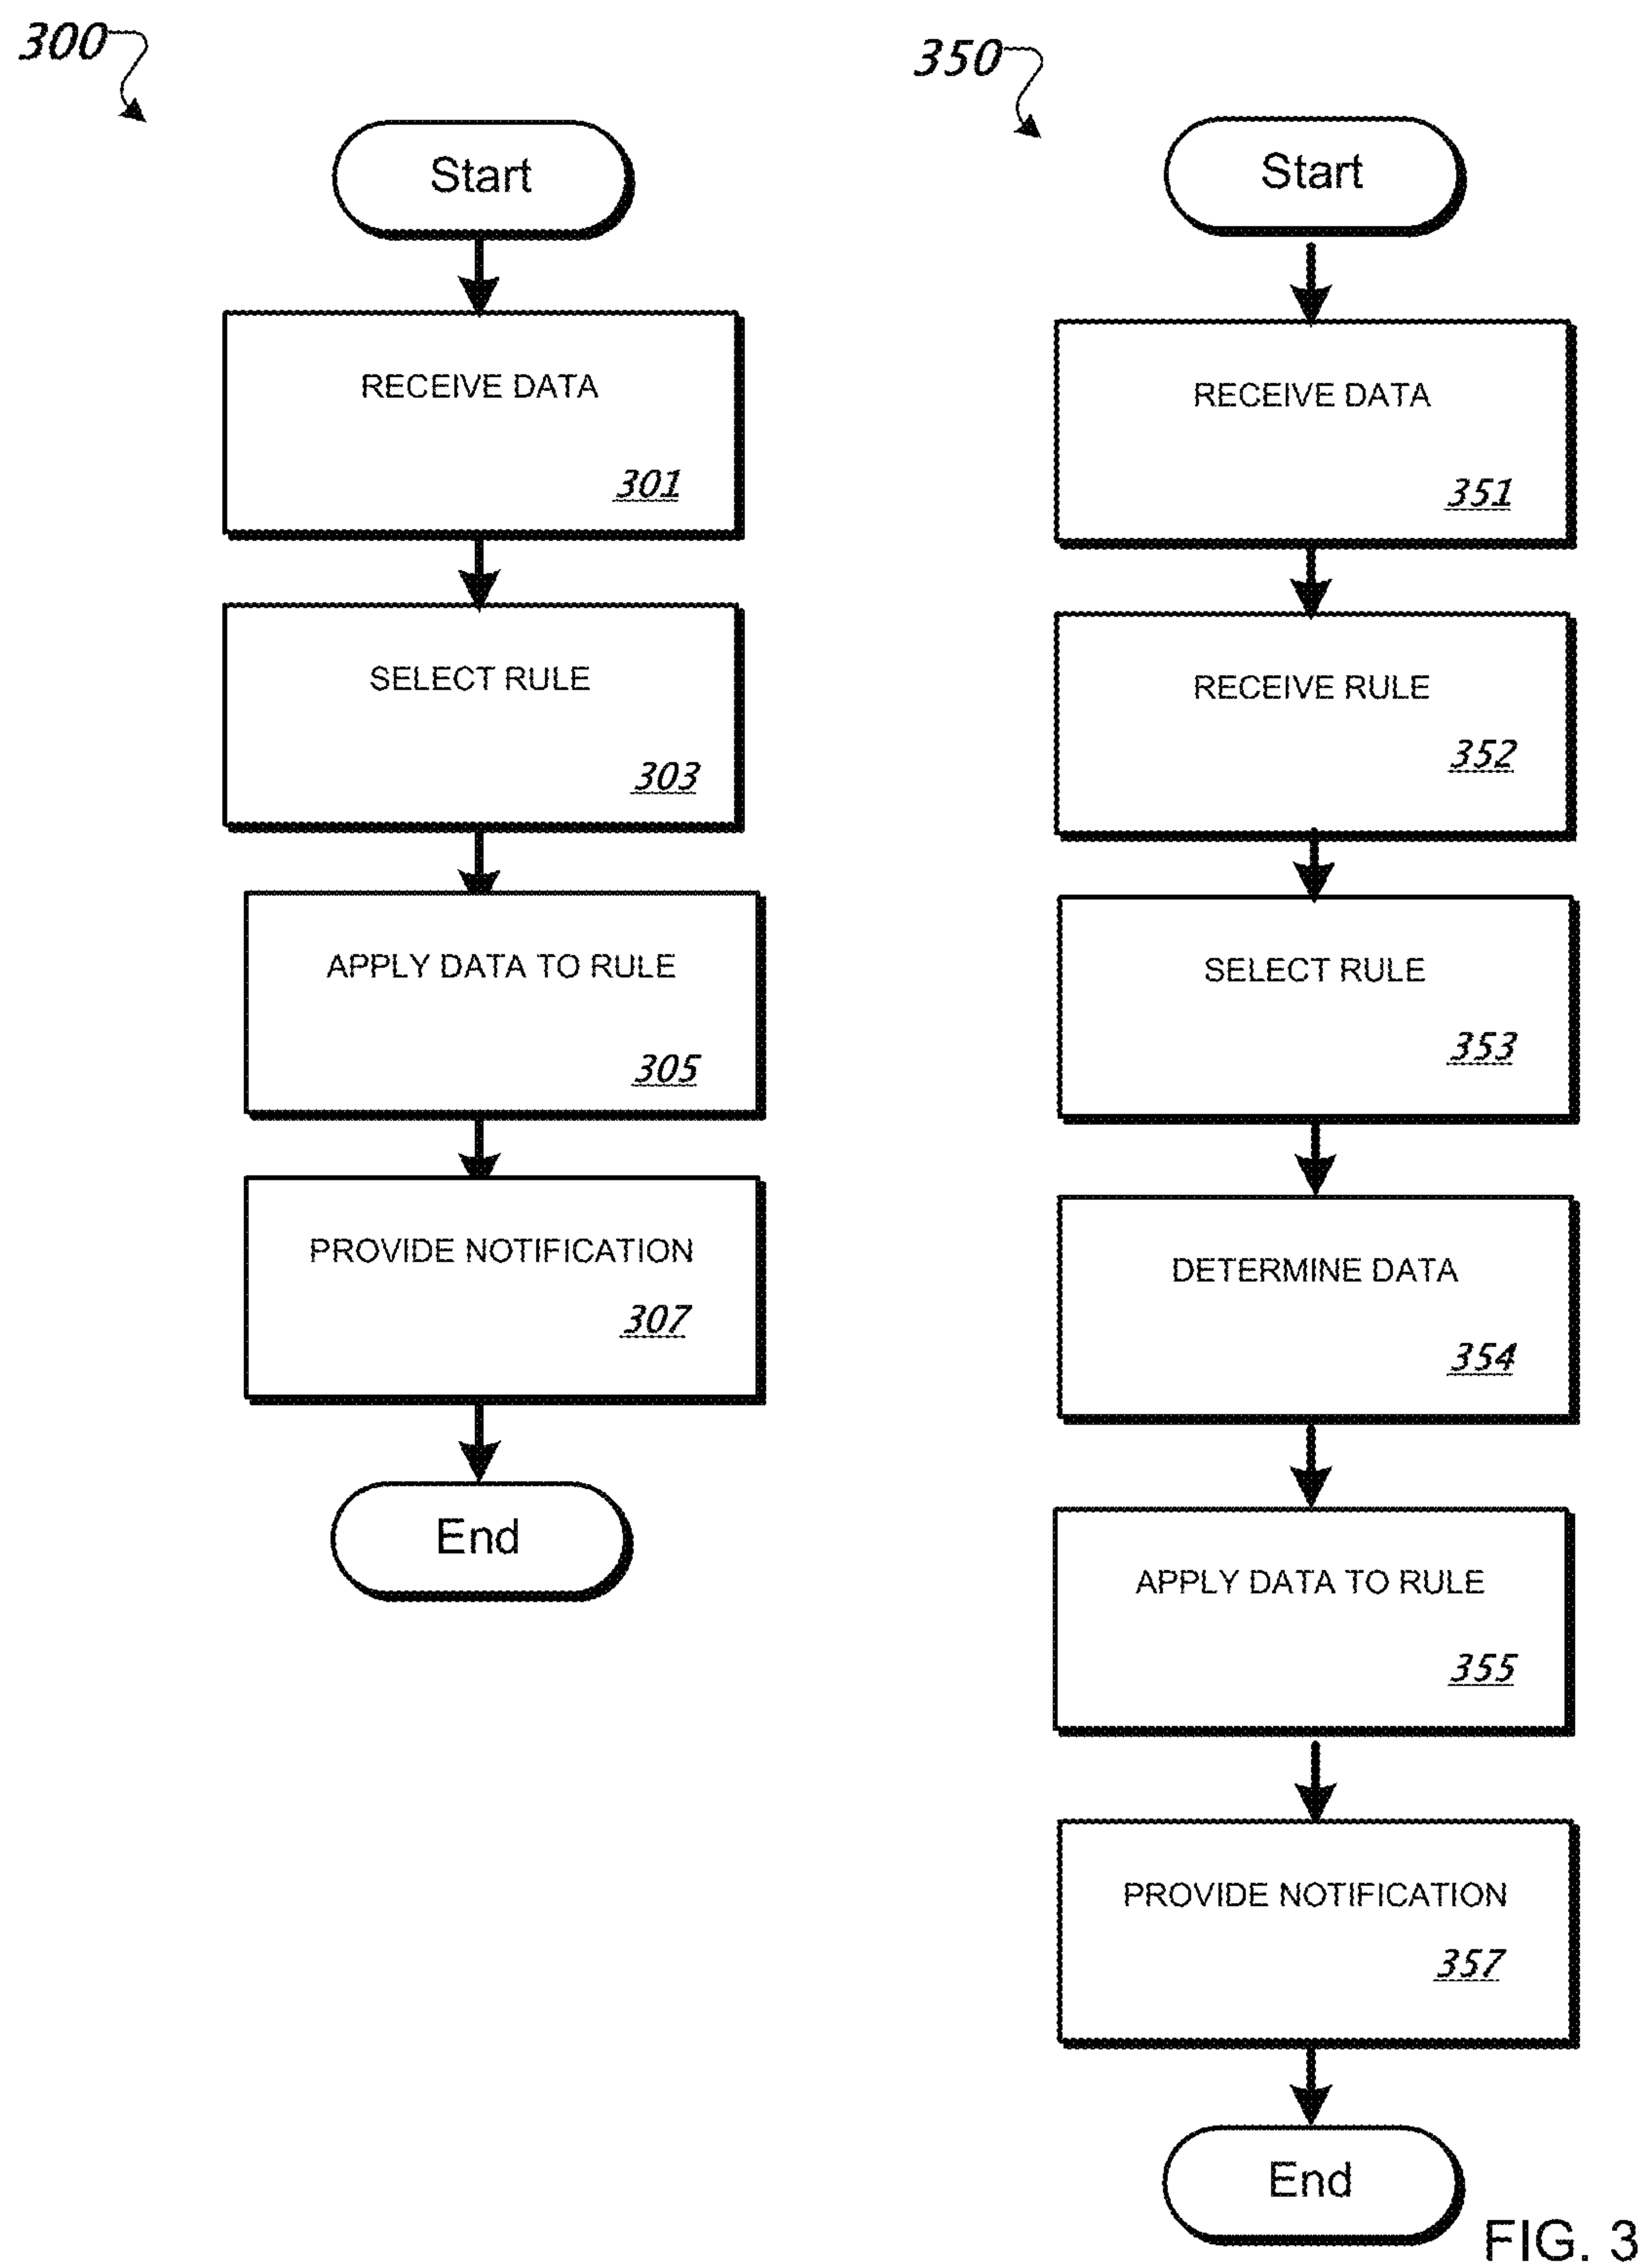 300
Start
RECEIVE DATA
301
SELECT RULE
303
APPLY DATA TO RULE
305
PROVIDE NOTIFICATION
307
End
350
Start
RECEIVE DATA
351
RECEIVE RULE
352
SELECT RULE
353
DETERMINE DATA
354
APPLY DATA TO RULE
355
PROVIDE NOTIFICATION
357
End
FIG. 3